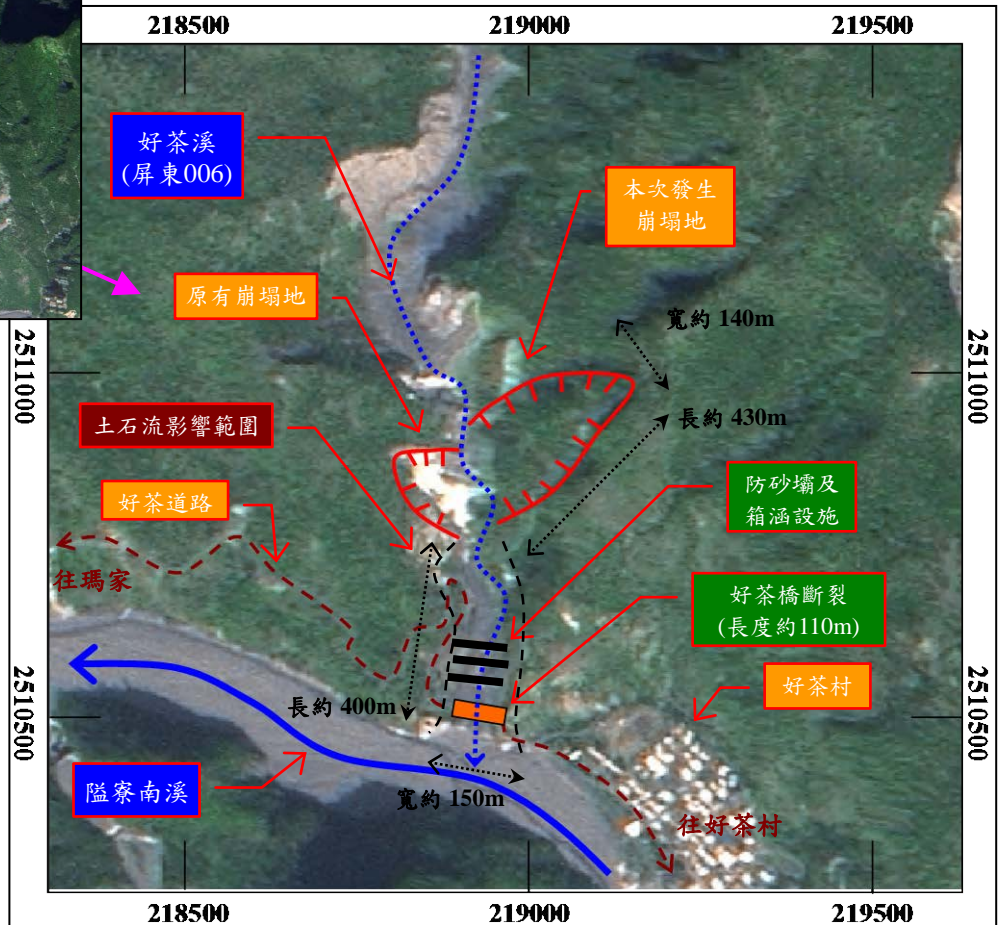 218500
219000
219500
好茶溪
(屏東006)
本次發生
崩塌地
原有崩塌地
寬約 140m
2511000
2511000
土石流影響範圍
長約 430m
好茶道路
防砂壩及
箱涵設施
往瑪家
好茶橋斷裂
(長度約110m)
好茶村
2510500
2510500
長約 400m
隘寮南溪
寬約 150m
往好茶村
218500
219000
219500